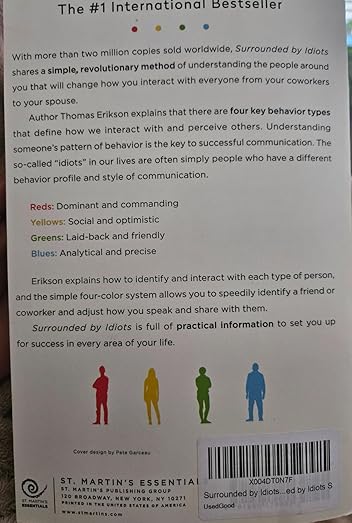 The #1 International Bestseller
With more than two million copies sold worldwide, Surrounded by Idiots
shares a simple, revolutionary method of understanding the people around
you that will change how you interact with everyone from your coworkers
to your spouse.
Author Thomas Erikson explains that there are four key behavior types
that define how we interact with and perceive others. Understanding
someone's pattern of behavior is the key to successful communication. The
so-called "idiots" in our lives are often simply people who have a different
behavior profile and style of communication.
Reds: Dominant and commanding
Yellows: Social and optimistic
Greens: Laid-back and friendly
Blues: Analytical and precise
Erikson explains how to identify and interact with each type of person,
and the simple four-color system allows you to speedily identify a friend or
coworker and adjust how you speak and share with them.
Surrounded by Idiots is full of practical information to set you up
for success in every area of your life.
Cover design by Pete Garceau
ST. MARTIN'S
ESSENTIALS
ST. MARTIN'S ESSENTIAL
ST. MARTIN'S PUBLISHING GROUP
120 BROADWAY, NEW YORK, NY 10271
PRINTED IN THE UNITED STATES OF AMERICA
www.stmartins.com
X004DT0N7F
Surrounded by Idiots...ed by Idiots S
UsedGood